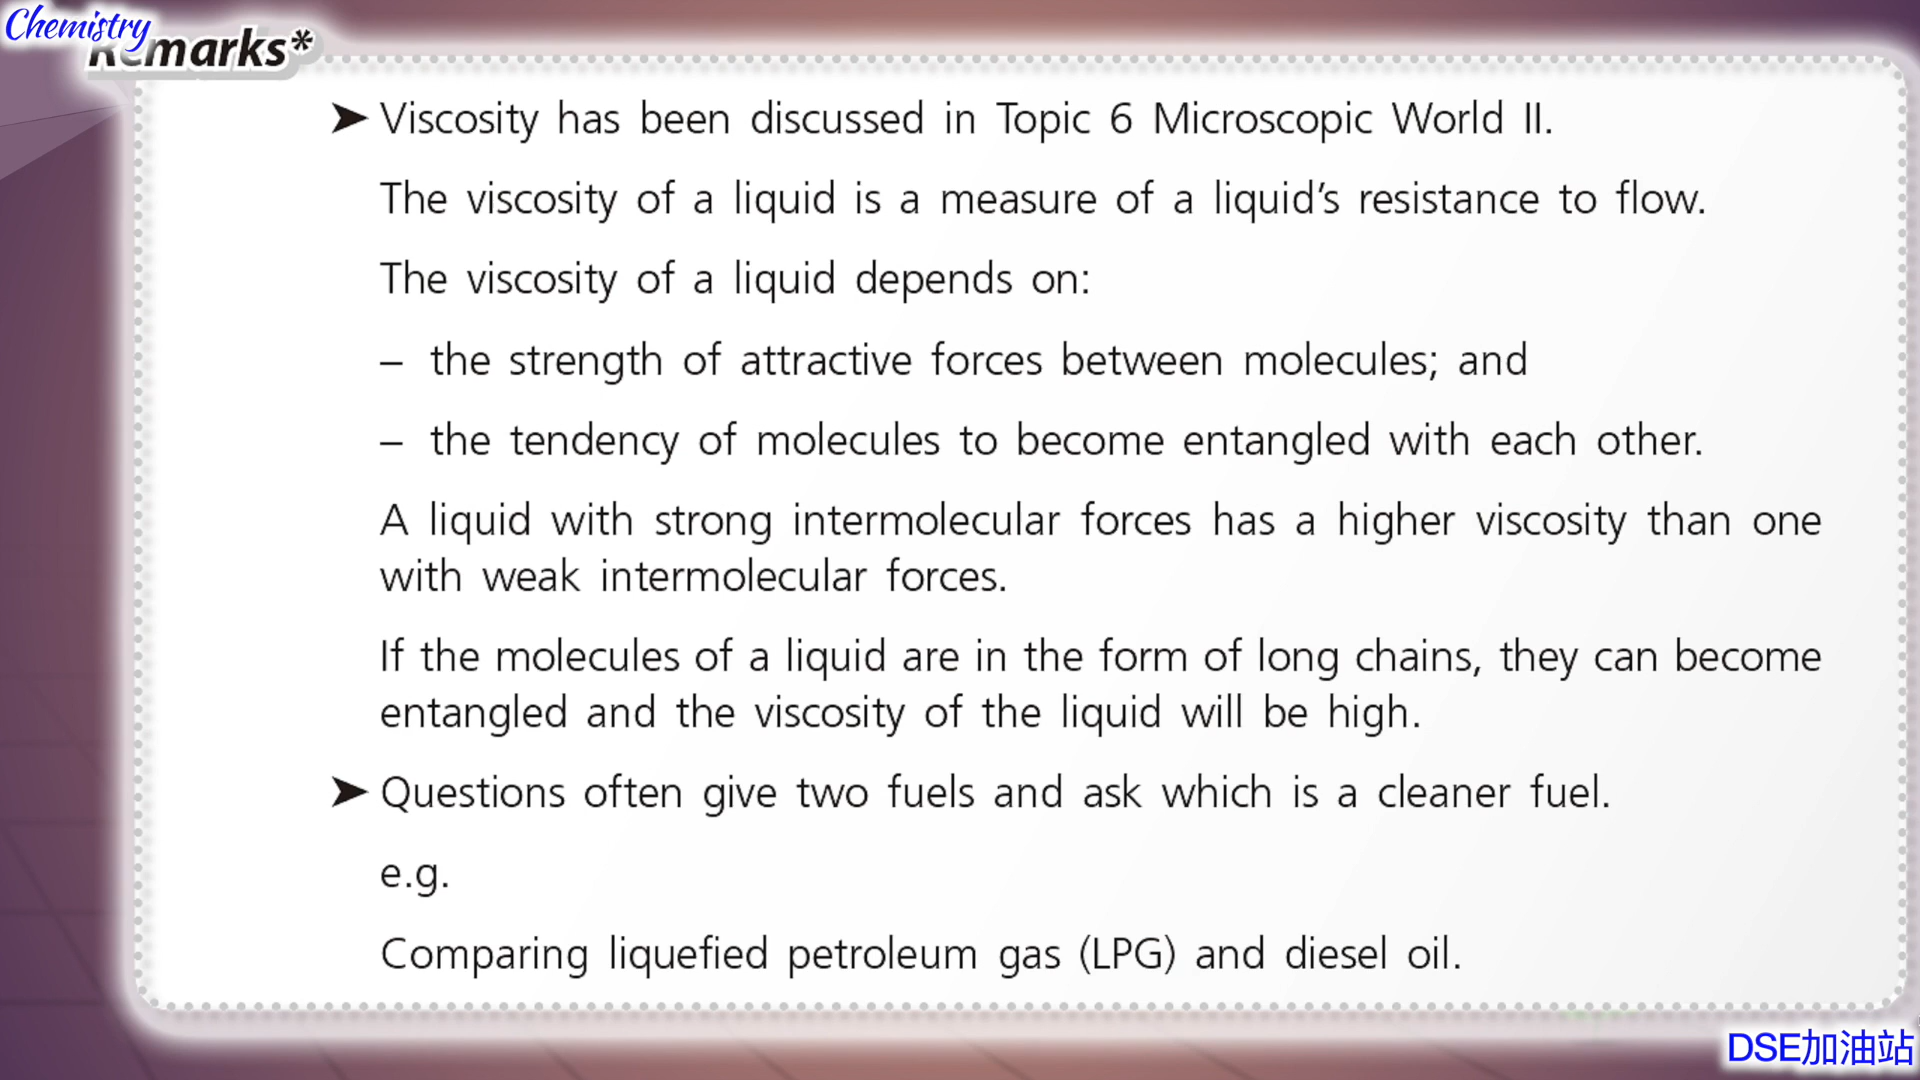 Chemistry
Remarks*
➤ Viscosity has been discussed in Topic 6 Microscopic World II.
The viscosity of a liquid is a measure of a liquid’s resistance to flow.
The viscosity of a liquid depends on:
– the strength of attractive forces between molecules; and
– the tendency of molecules to become entangled with each other.
A liquid with strong intermolecular forces has a higher viscosity than one
with weak intermolecular forces.
If the molecules of a liquid are in the form of long chains, they can become
entangled and the viscosity of the liquid will be high.
➤ Questions often give two fuels and ask which is a cleaner fuel.
e.g.
Comparing liquefied petroleum gas (LPG) and diesel oil.
DSE加油站